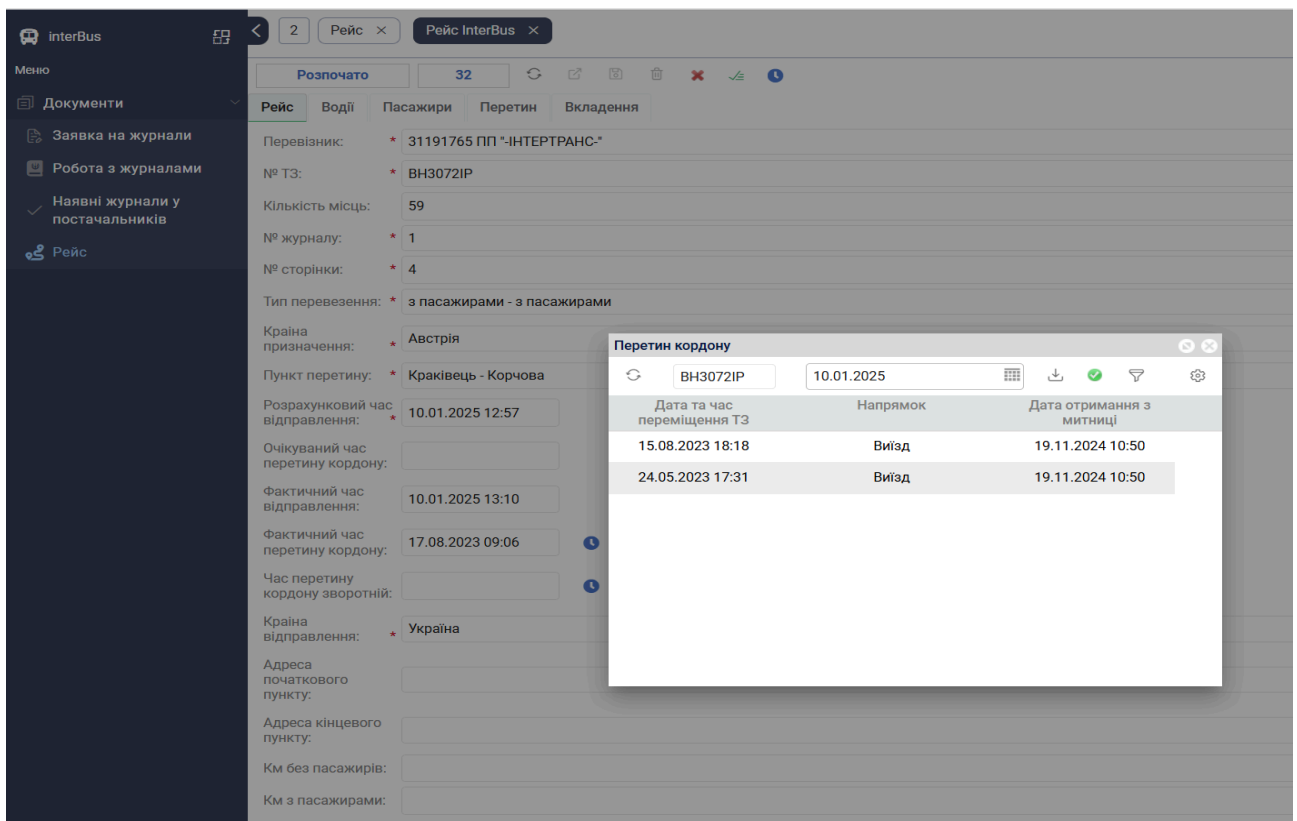 interBus
2
Рейс
Рейс InterBus
Меню
Розпочато
32
Документи
Заявка на журнали
Робота з журналами
Наявні журнали у
постачальників
Рейс
Рейс
Водії
Пасажири
Перетин
Вкладення
Перевізник: * 31191765 ПП "-ІНТЕРТРАНС-"
№ ТЗ: * BH3072IP
Кількість місць: 59
№ журналу: * 1
№ сторінки: * 4
Тип перевезення: * з пасажирами - з пасажирами
Країна
призначення: * Австрія
Пункт перетину: * Краківець - Корчова
Розрахунковий час
відправлення: * 10.01.2025 12:57
Очікуваний час
перетину кордону:
Фактичний час
відправлення: 10.01.2025 13:10
Фактичний час
перетину кордону: 17.08.2023 09:06
Час перетину
кордону зворотній:
Країна
відправлення: * Україна
Адреса
початкового
пункту:
Адреса кінцевого
пункту:
Км без пасажирів:
Км з пасажирами:
Перетин кордону
BH3072IP
10.01.2025
Дата та час
переміщення ТЗ
Напрямок
Дата отримання з
митниці
15.08.2023 18:18 Виїзд 19.11.2024 10:50
24.05.2023 17:31 Виїзд 19.11.2024 10:50